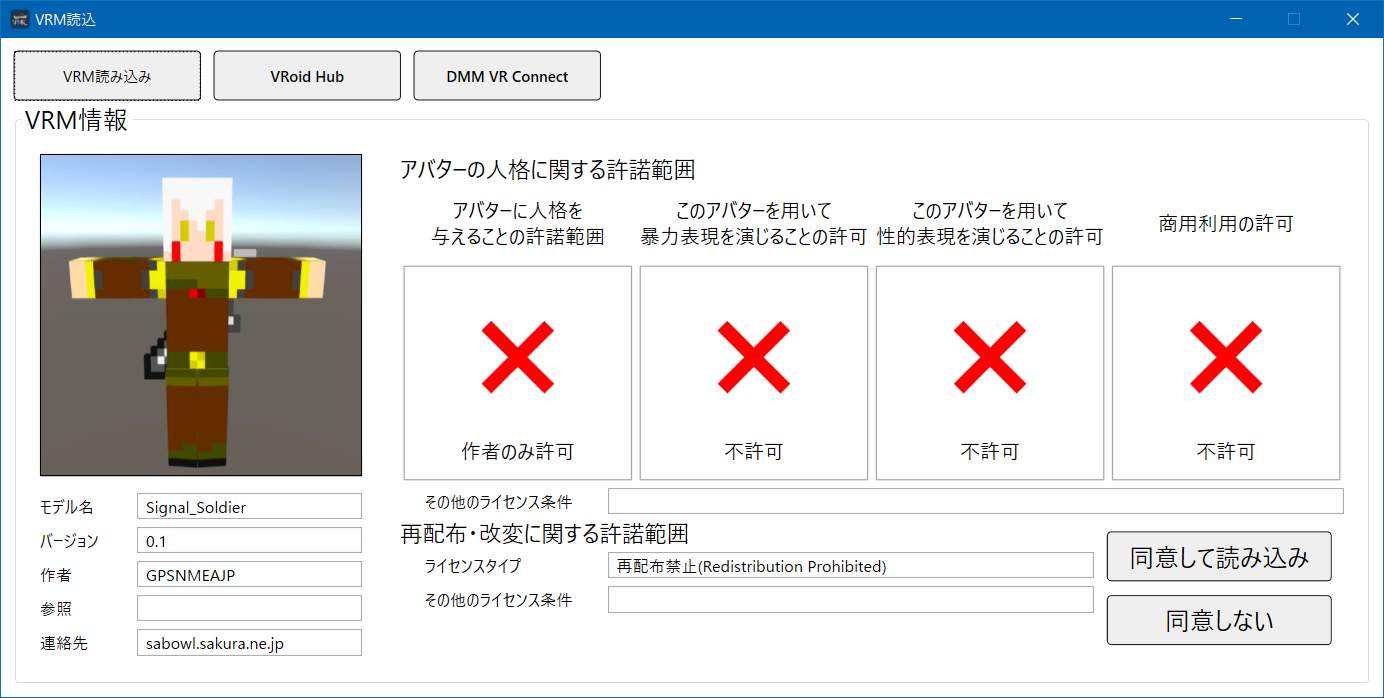 VRM読込
VRM読み込み
VRoid Hub
DMM VR Connect
VRM情報
アバターの人格に関する許諾範囲
アバターに人格を
与えることの許諾範囲
このアバターを用いて
暴力表現を演じることの許可
このアバターを用いて
性的表現を演じることの許可
商用利用の許可
作者のみ許可
不許可
不許可
不許可
その他のライセンス条件
再配布・改変に関する許諾範囲
ライセンスタイプ
再配布禁止(Redistribution Prohibited)
その他のライセンス条件
モデル名
Signal_Soldier
バージョン
0.1
作者
GPSNMEAJP
参照
連絡先
sabowl.sakura.ne.jp
同意して読み込み
同意しない